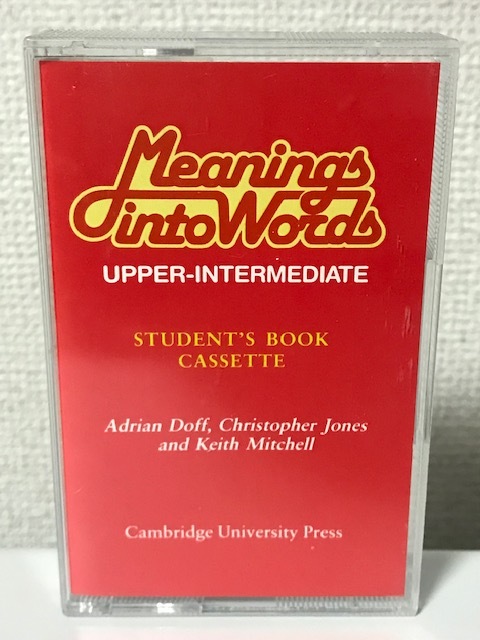 Meanings
into Words
UPPER-INTERMEDIATE
STUDENT'S BOOK
CASSETTE
Adrian Doff, Christopher Jones
and Keith Mitchell
Cambridge University Press